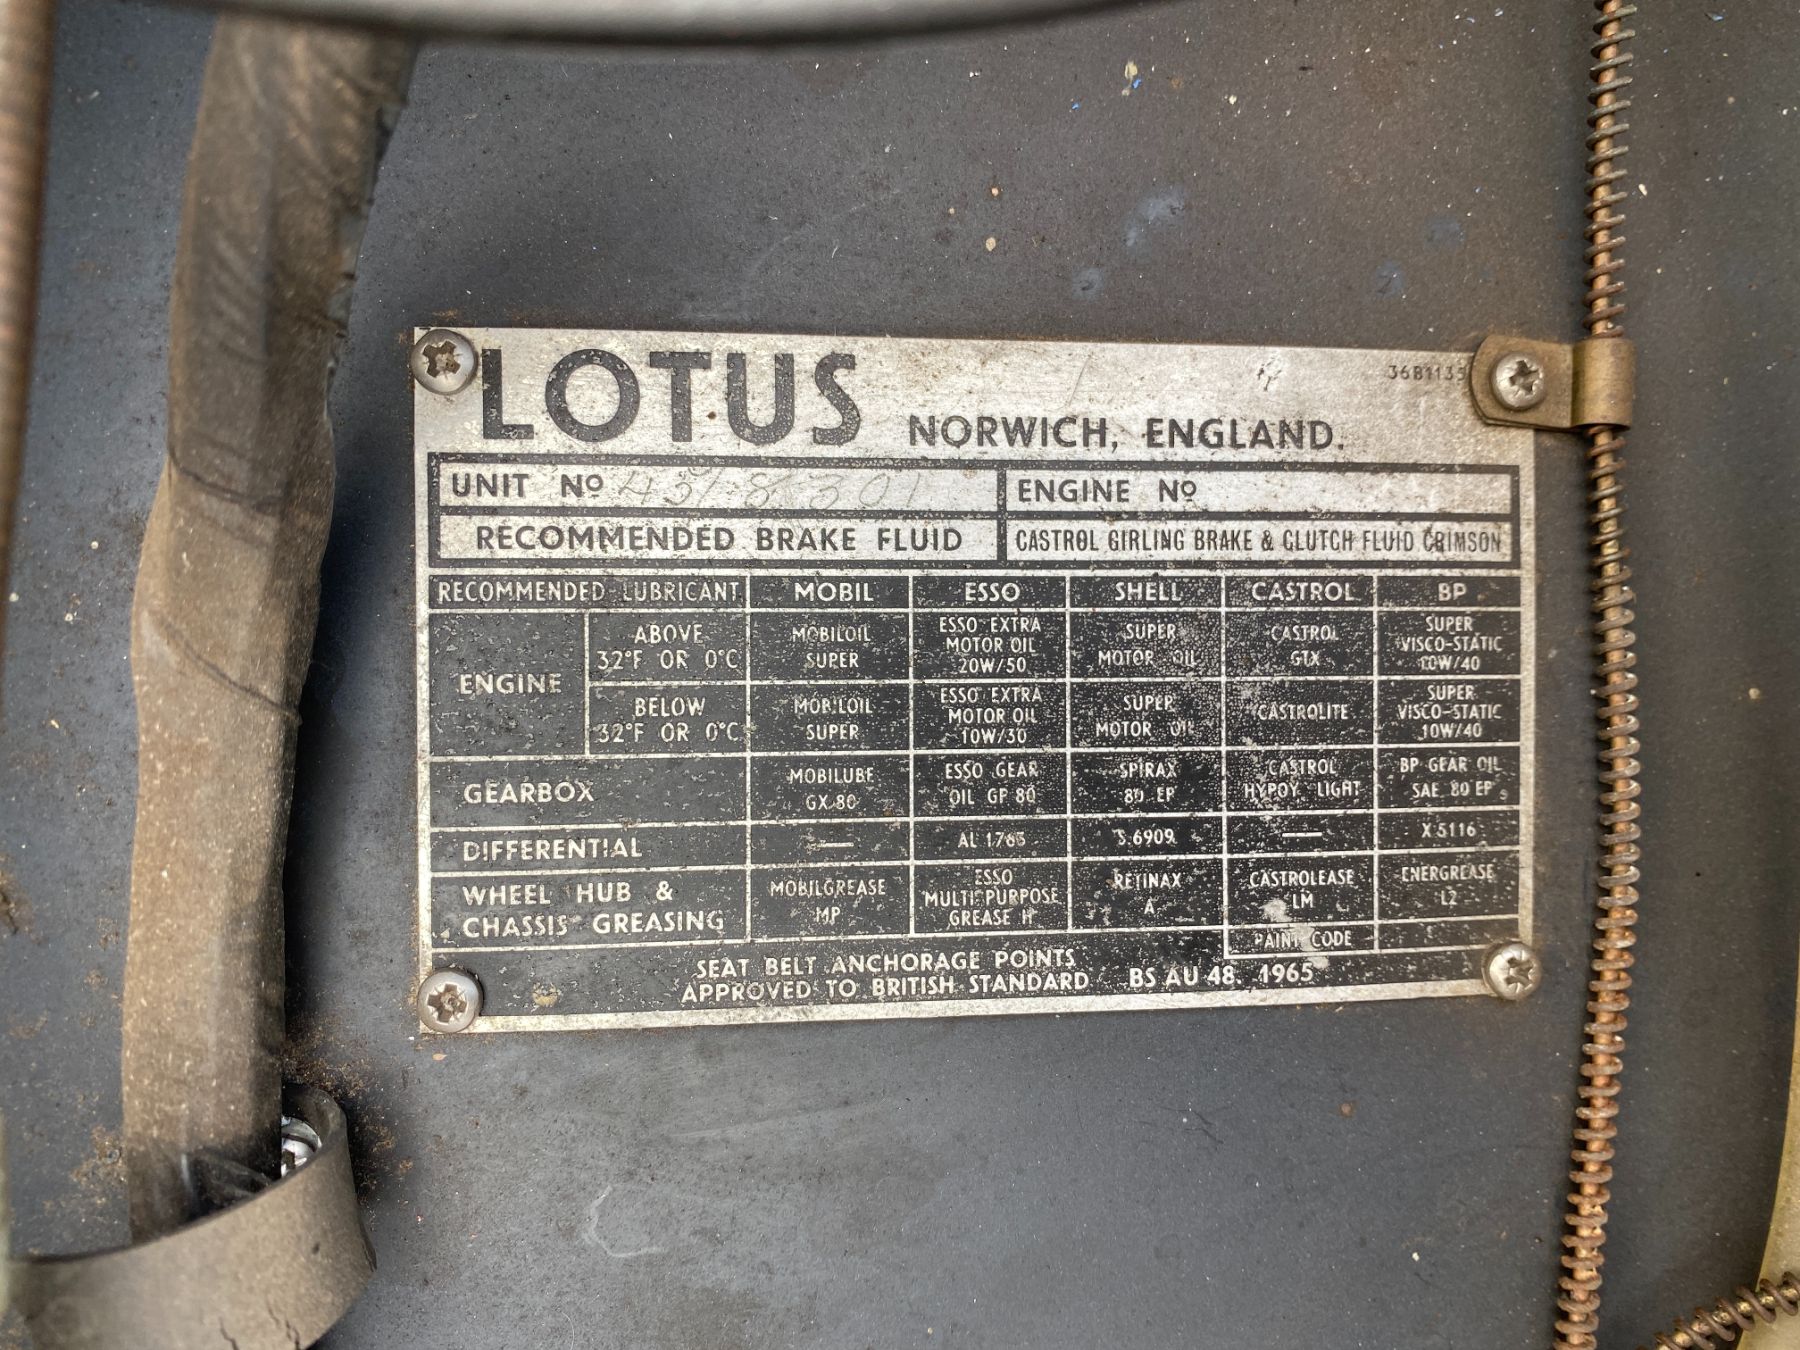 LOTUS NORWICH, ENGLAND. 36B1135
UNIT Nº ENGINE Nº
RECOMMENDED BRAKE FLUID CASTROL GIRLING BRAKE & CLUTCH FLUID CRIMSON
RECOMMENDED LUBRICANT MOBIL ESSO SHELL CASTROL BP
ENGINE
ABOVE
32°F OR 0°C
MOBILOIL
SUPER
ESSO EXTRA
MOTOR OIL
20W/50
SUPER
MOTOR OIL
CASTROL
GTX
SUPER
VISCO-STATIC
10W/40
BELOW
32°F OR 0°C
MOBILOIL
SUPER
ESSO EXTRA
MOTOR OIL
10W/30
SUPER
MOTOR OIL
CASTROLITE
SUPER
VISCO-STATIC
10W/40
GEARBOX
MOBILUBE
GX 80
ESSO GEAR
OIL GP 80
SPIRAX
80 EP
CASTROL
HYPOY LIGHT
BP GEAR OIL
SAE 80 EP
DIFFERENTIAL — S.6909 — X 5116
WHEEL HUB &
CHASSIS GREASING
MOBILGREASE
MP
ESSO
MULTI PURPOSE
GREASE H
RETINAX
A
CASTROLEASE
LM
ENERGREASE
L2
PAINT CODE
SEAT BELT ANCHORAGE POINTS
APPROVED TO BRITISH STANDARD BS AU 48. 1965